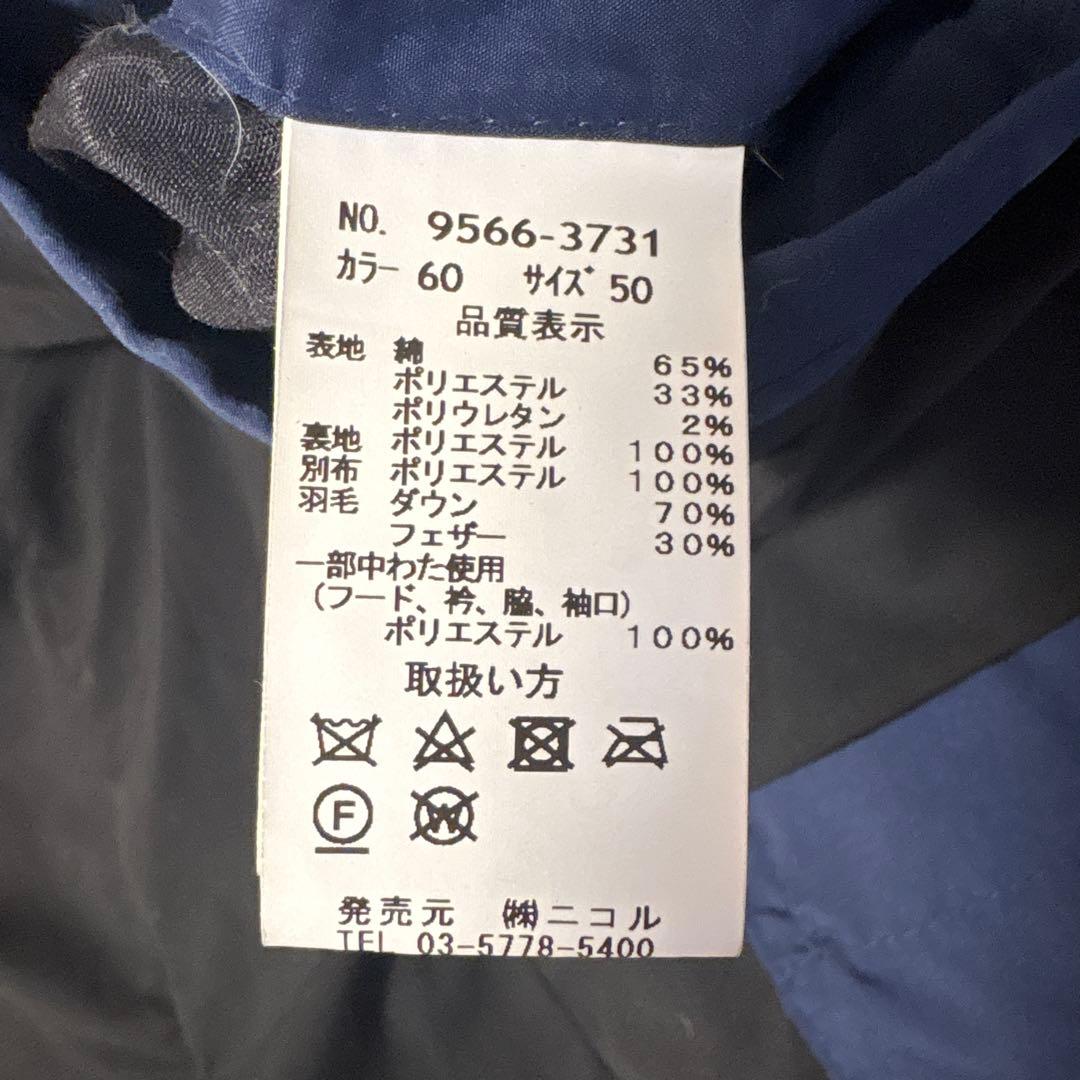 NO. 9566-3731
カラー 60 サイズ 50
品質表示
表地 綿 65%
ポリエステル 33%
ポリウレタン 2%
裏地 ポリエステル 100%
別布 ポリエステル 100%
羽毛 ダウン 70%
フェザー 30%
一部中わた使用
(フード、衿、脇、袖口)
ポリエステル 100%
取扱い方
F W
発売元 ㈱ニコル
TEL 03-5778-5400